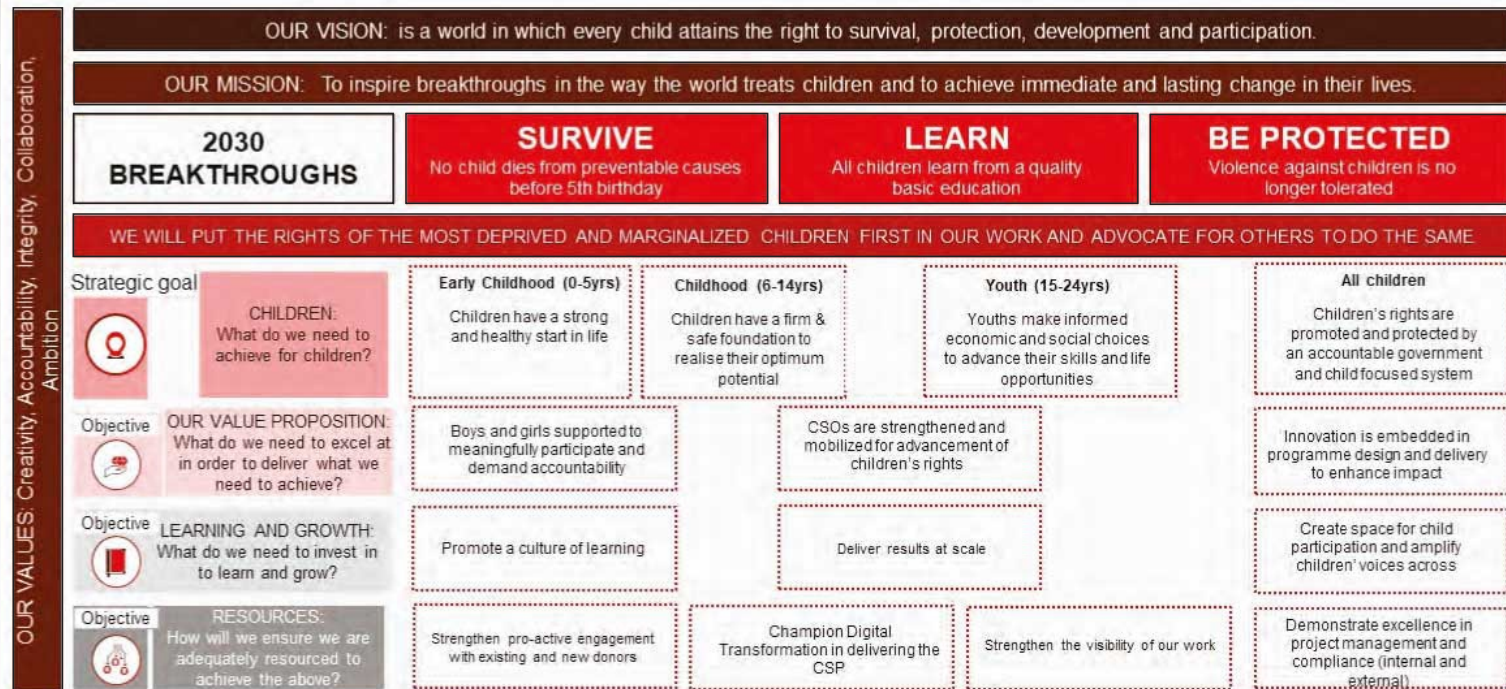 OUR VALUES: Creativity, Accountability, Integrity, Collaboration,
Ambition
OUR VISION: is a world in which every child attains the right to survival, protection, development and participation.
OUR MISSION: To inspire breakthroughs in the way the world treats children and to achieve immediate and lasting change in their lives.
2030
BREAKTHROUGHS
SURVIVE
No child dies from preventable causes
before 5th birthday
LEARN
All children learn from a quality
basic education
BE PROTECTED
Violence against children is no
longer tolerated
WE WILL PUT THE RIGHTS OF THE MOST DEPRIVED AND MARGINALIZED CHILDREN FIRST IN OUR WORK AND ADVOCATE FOR OTHERS TO DO THE SAME
Strategic goal
CHILDREN:
What do we need to
achieve for children?
Early Childhood (0-5yrs)
Children have a strong
and healthy start in life
Childhood (6-14yrs)
Children have a firm &
safe foundation to
realise their optimum
potential
Youth (15-24yrs)
Youths make informed
economic and social choices
to advance their skills and life
opportunities
All children
Children's rights are
promoted and protected by
an accountable government
and child focused system
Objective
OUR VALUE PROPOSITION:
What do we need to excel at
in order to deliver what we
need to achieve?
Boys and girls supported to
meaningfully participate and
demand accountability
CSOs are strengthened and
mobilized for advancement of
children's rights
Innovation is embedded in
programme design and delivery
to enhance impact
Objective
LEARNING AND GROWTH:
What do we need to invest in
to learn and grow?
Promote a culture of learning
Deliver results at scale
Create space for child
participation and amplify
children' voices across
Objective
RESOURCES:
How will we ensure we are
adequately resourced to
achieve the above?
Strengthen pro-active engagement
with existing and new donors
Champion Digital
Transformation in delivering the
CSP
Strengthen the visibility of our work
Demonstrate excellence in
project management and
compliance (internal and
external)